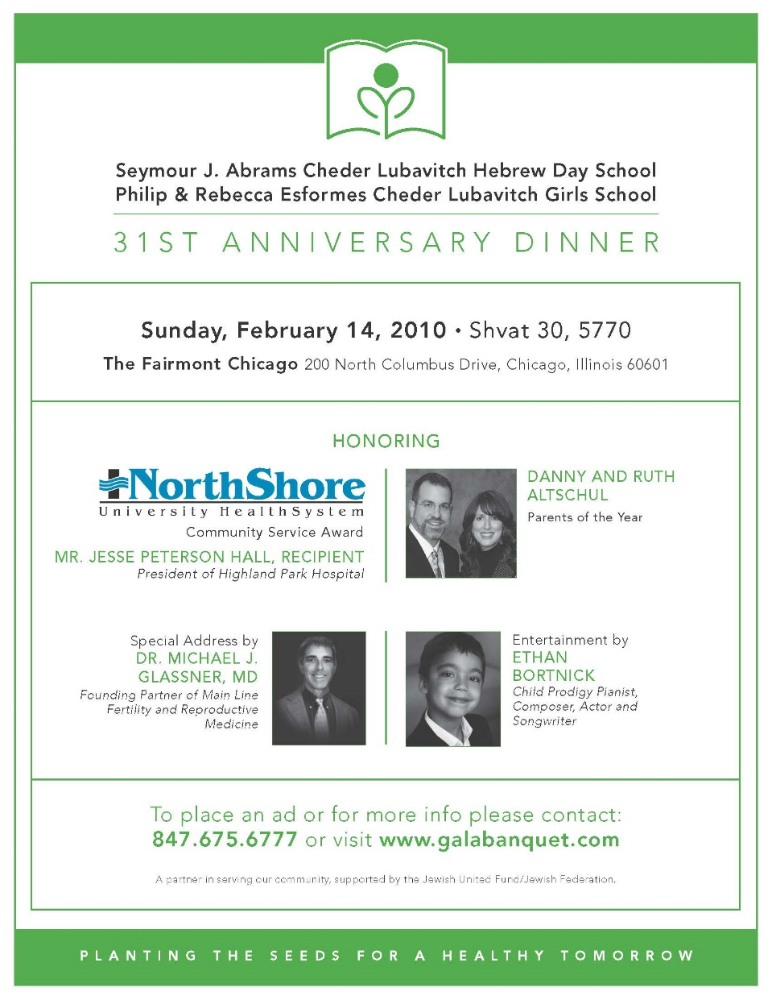 Seymour J. Abrams Cheder Lubavitch Hebrew Day School
Philip & Rebecca Esformes Cheder Lubavitch Girls School
31ST ANNIVERSARY DINNER
Sunday, February 14, 2010 • Shvat 30, 5770
The Fairmont Chicago 200 North Columbus Drive, Chicago, Illinois 60601
HONORING
NorthShore
University HealthSystem
Community Service Award
MR. JESSE PETERSON HALL, RECIPIENT
President of Highland Park Hospital
DANNY AND RUTH
ALTSCHUL
Parents of the Year
Special Address by
DR. MICHAEL J.
GLASSNER, MD
Founding Partner of Main Line
Fertility and Reproductive
Medicine
Entertainment by
ETHAN
BORTNICK
Child Prodigy Pianist,
Composer, Actor and
Songwriter
To place an ad or for more info please contact:
847.675.6777 or visit www.galabanquet.com
A partner in serving our community, supported by the Jewish United Fund/Jewish Federation.
PLANTING THE SEEDS FOR A HEALTHY TOMORROW